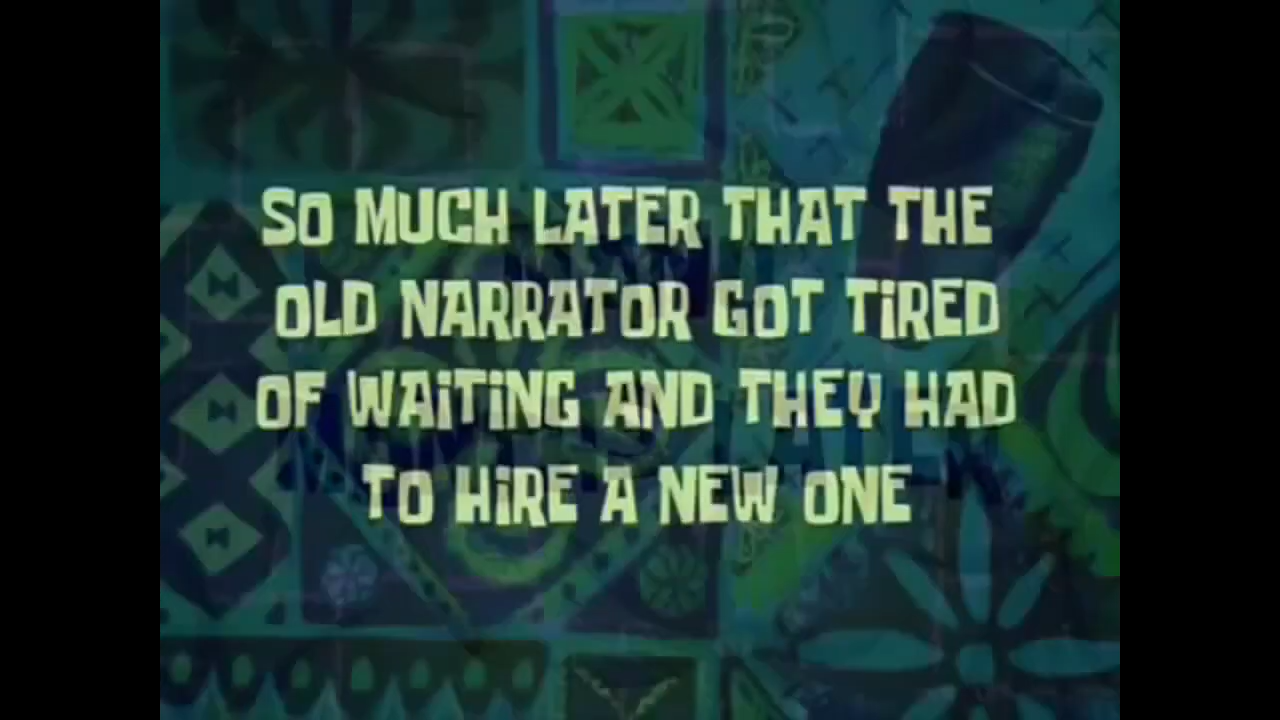 SO MUCH LATER THAT THE
OLD NARRATOR GOT TiRED
OF WAiTiNG AND THEY HAD
TO HiRE A NEW ONE